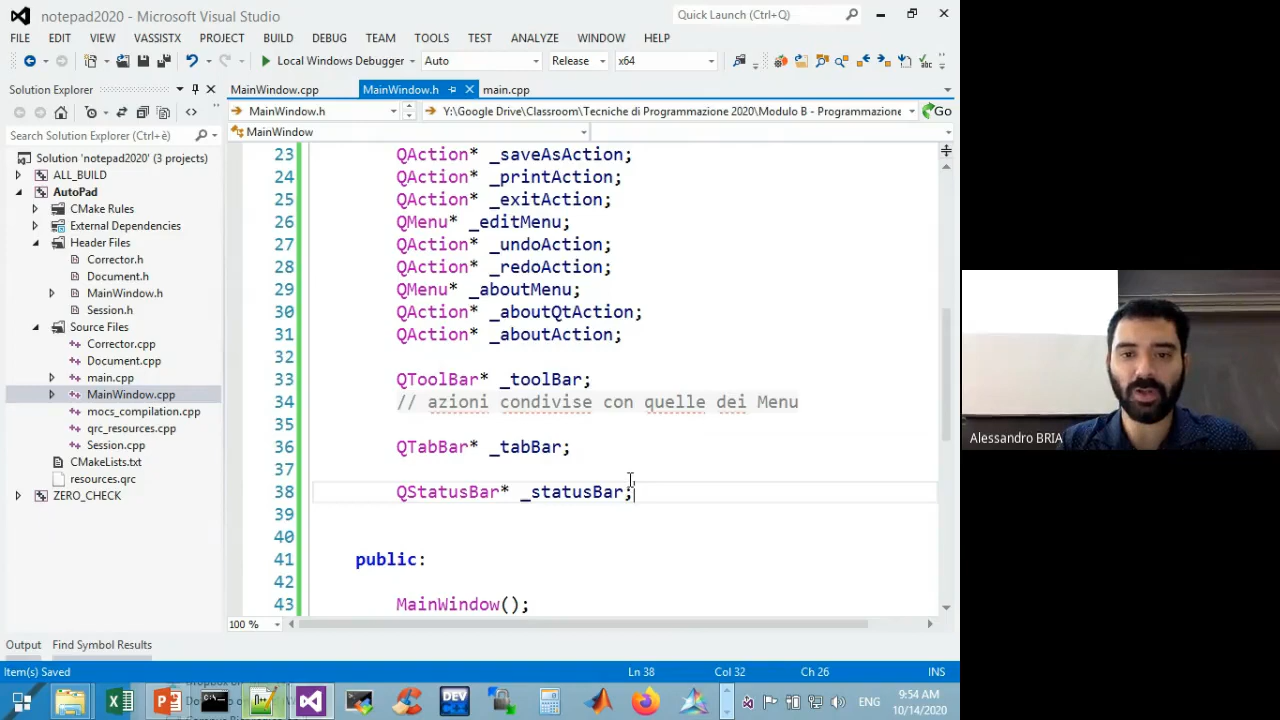 notepad2020 - Microsoft Visual Studio
Quick Launch (Ctrl+Q)
FILE EDIT VIEW VASSISTX PROJECT BUILD DEBUG TEAM TOOLS TEST ANALYZE WINDOW HELP
Local Windows Debugger Auto Release x64
Solution Explorer
MainWindow.cpp MainWindow.h main.cpp
MainWindow.h Y:\Google Drive\Classroom\Tecniche di Programmazione 2020\Modulo B - Programmazione Go
Search Solution Explorer (Ctrl+è)
MainWindow
Solution 'notepad2020' (3 projects)
ALL_BUILD
AutoPad
CMake Rules
External Dependencies
Header Files
Corrector.h
Document.h
MainWindow.h
Session.h
Source Files
Corrector.cpp
Document.cpp
main.cpp
MainWindow.cpp
mocs_compilation.cpp
qrc_resources.cpp
Session.cpp
CMakeLists.txt
resources.qrc
ZERO_CHECK
23 QAction* _saveAsAction;
24 QAction* _printAction;
25 QAction* _exitAction;
26 QMenu* _editMenu;
27 QAction* _undoAction;
28 QAction* _redoAction;
29 QMenu* _aboutMenu;
30 QAction* _aboutQtAction;
31 QAction* _aboutAction;
32
33 QToolBar* _toolBar;
34 // azioni condivise con quelle dei Menu
35
36 QTabBar* _tabBar;
37
38 QStatusBar* _statusBar;
39
40
41 public:
42
43 MainWindow();
100 %
Output Find Symbol Results
Item(s) Saved Ln 38 Col 32 Ch 26 INS
DEV
ENG
9:54 AM
10/14/2020
Alessandro BRIA